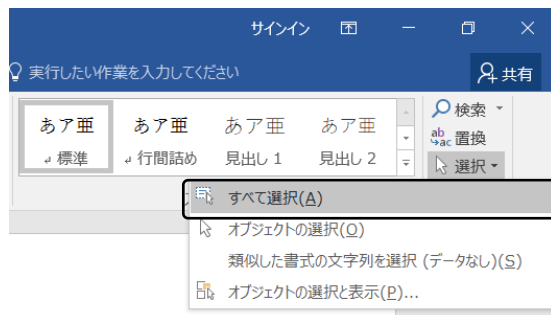 サインイン
実行したい作業を入力してください
共有
あア亜 あア亜 あア亜 あア亜
↲ 標準 ↲ 行間詰め 見出し 1 見出し 2
検索
ab
ac 置換
選択
すべて選択(A)
オブジェクトの選択(O)
類似した書式の文字列を選択 (データなし)(S)
オブジェクトの選択と表示(P)...